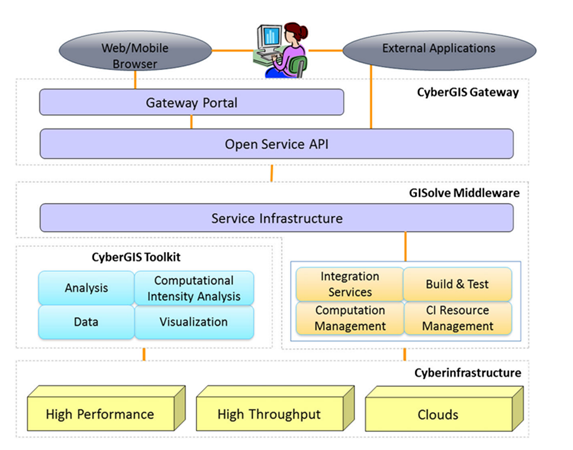 Web/Mobile
Browser
External Applications
CyberGIS Gateway
Gateway Portal
Open Service API
GISolve Middleware
Service Infrastructure
CyberGIS Toolkit
Analysis
Computational
Intensity Analysis
Data
Visualization
Integration
Services
Build & Test
Computation
Management
CI Resource
Management
Cyberinfrastructure
High Performance
High Throughput
Clouds